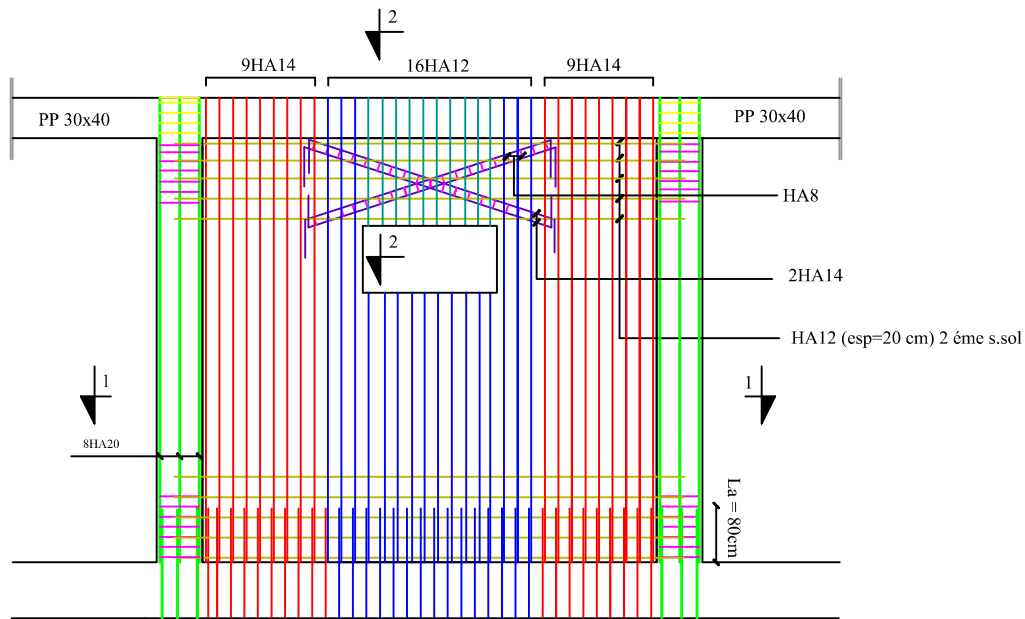 2
9HA14
16HA12
9HA14
PP 30x40
PP 30x40
HA8
2
2HA14
HA12 (esp=20 cm) 2 éme s.sol
1
1
8HA20
La = 80cm